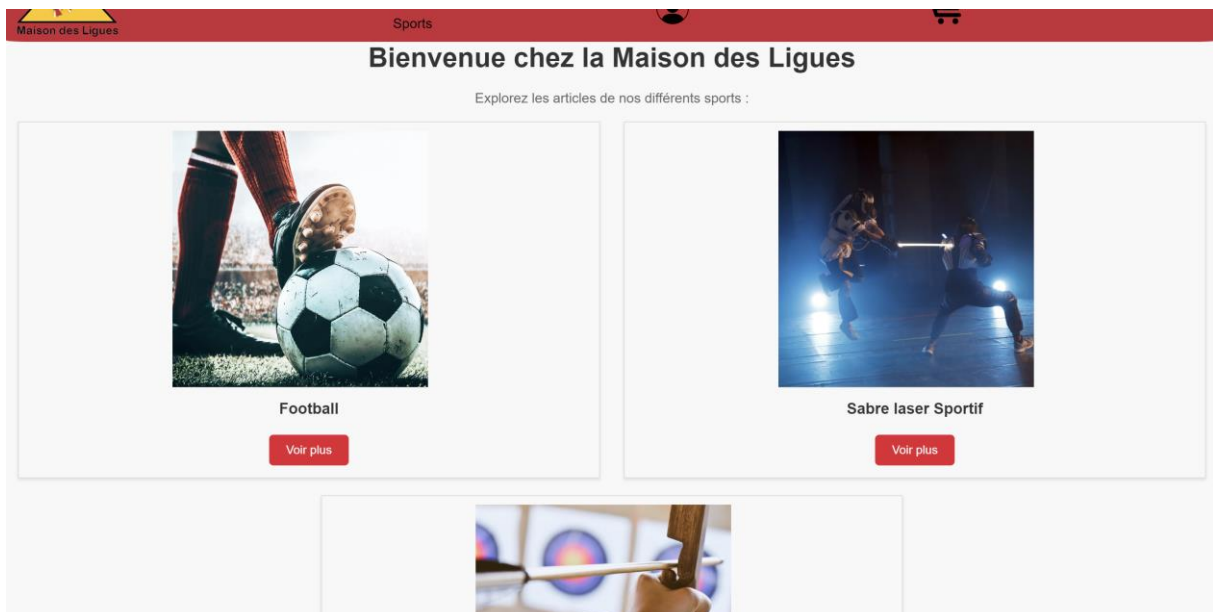 Maison des Ligues
Sports
Bienvenue chez la Maison des Ligues
Explorez les articles de nos différents sports :
Football
Sabre laser Sportif
Voir plus
Voir plus